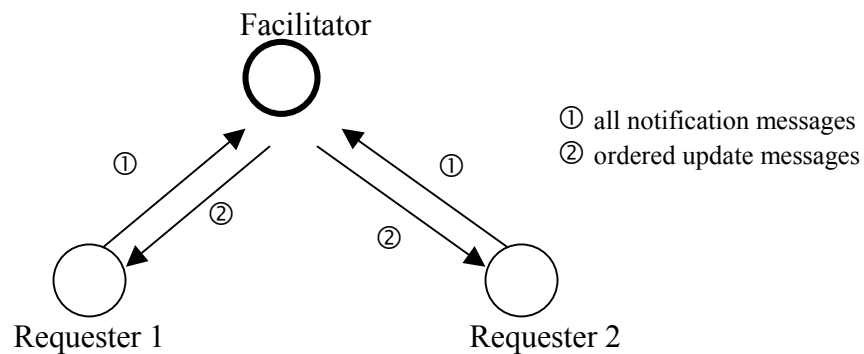 Facilitator
① all notification messages
② ordered update messages
① ①
② ②
Requester 1 Requester 2